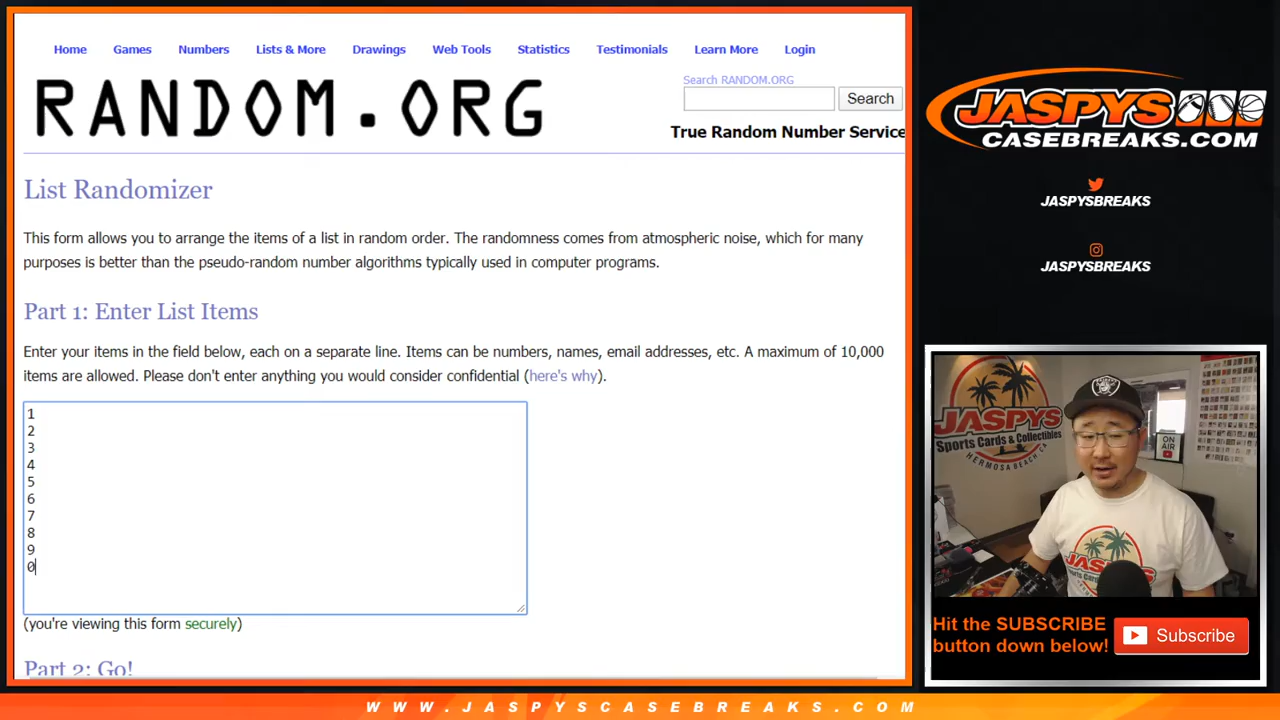 Home Games Numbers Lists & More Drawings Web Tools Statistics Testimonials Learn More Login
RANDOM.ORG
Search RANDOM.ORG
Search
True Random Number Service
List Randomizer
This form allows you to arrange the items of a list in random order. The randomness comes from atmospheric noise, which for many
purposes is better than the pseudo-random number algorithms typically used in computer programs.
Part 1: Enter List Items
Enter your items in the field below, each on a separate line. Items can be numbers, names, email addresses, etc. A maximum of 10,000
items are allowed. Please don't enter anything you would consider confidential (here's why).
1
2
3
4
5
6
7
8
9
0
(you're viewing this form securely)
Part 2: Go!
JASPYS
CASEBREAKS.COM
JASPYSBREAKS
JASPYSBREAKS
JASPYS
Sports Cards & Collectibles
HERMOSA BEACH, CA
ON
AIR
Hit the SUBSCRIBE
button down below!
Subscribe
WWW.JASPYSCASEBREAKS.COM